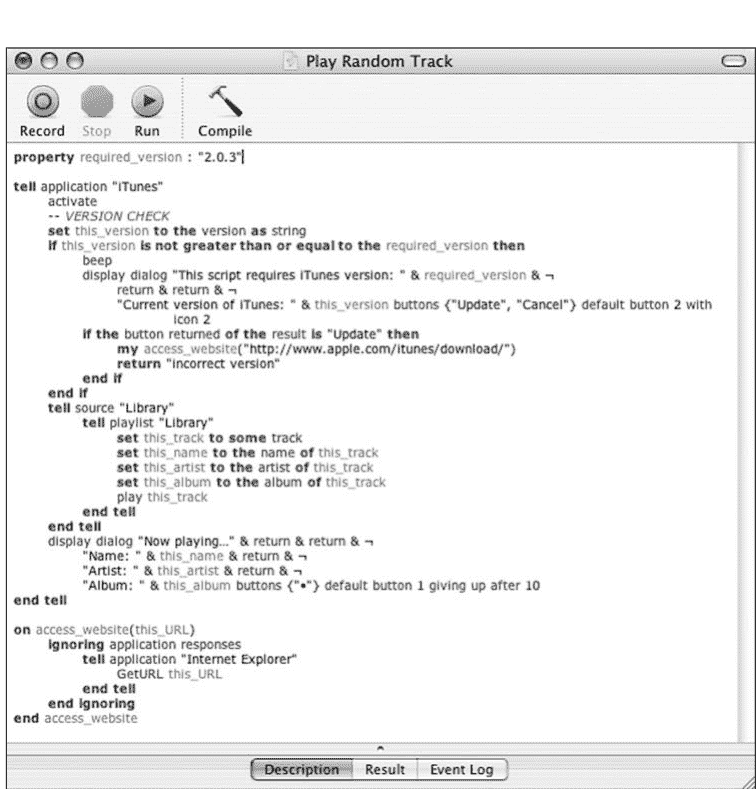 Play Random Track
Record Stop Run Compile
property required_version : "2.0.3"
tell application "iTunes"
activate
-- VERSION CHECK
set this_version to the version as string
if this_version is not greater than or equal to the required_version then
beep
display dialog "This script requires iTunes version: " & required_version & ¬
return & return & ¬
"Current version of iTunes: " & this_version buttons {"Update", "Cancel"} default button 2 with
icon 2
if the button returned of the result is "Update" then
my access_website("http://www.apple.com/itunes/download/")
return "incorrect version"
end if
end if
tell source "Library"
tell playlist "Library"
set this_track to some track
set this_name to the name of this_track
set this_artist to the artist of this_track
set this_album to the album of this_track
play this_track
end tell
end tell
display dialog "Now playing..." & return & return & ¬
"Name: " & this_name & return & ¬
"Artist: " & this_artist & return & ¬
"Album: " & this_album buttons {"•"} default button 1 giving up after 10
end tell
on access_website(this_URL)
ignoring application responses
tell application "Internet Explorer"
GetURL this_URL
end tell
end ignoring
end access_website
Description Result Event Log